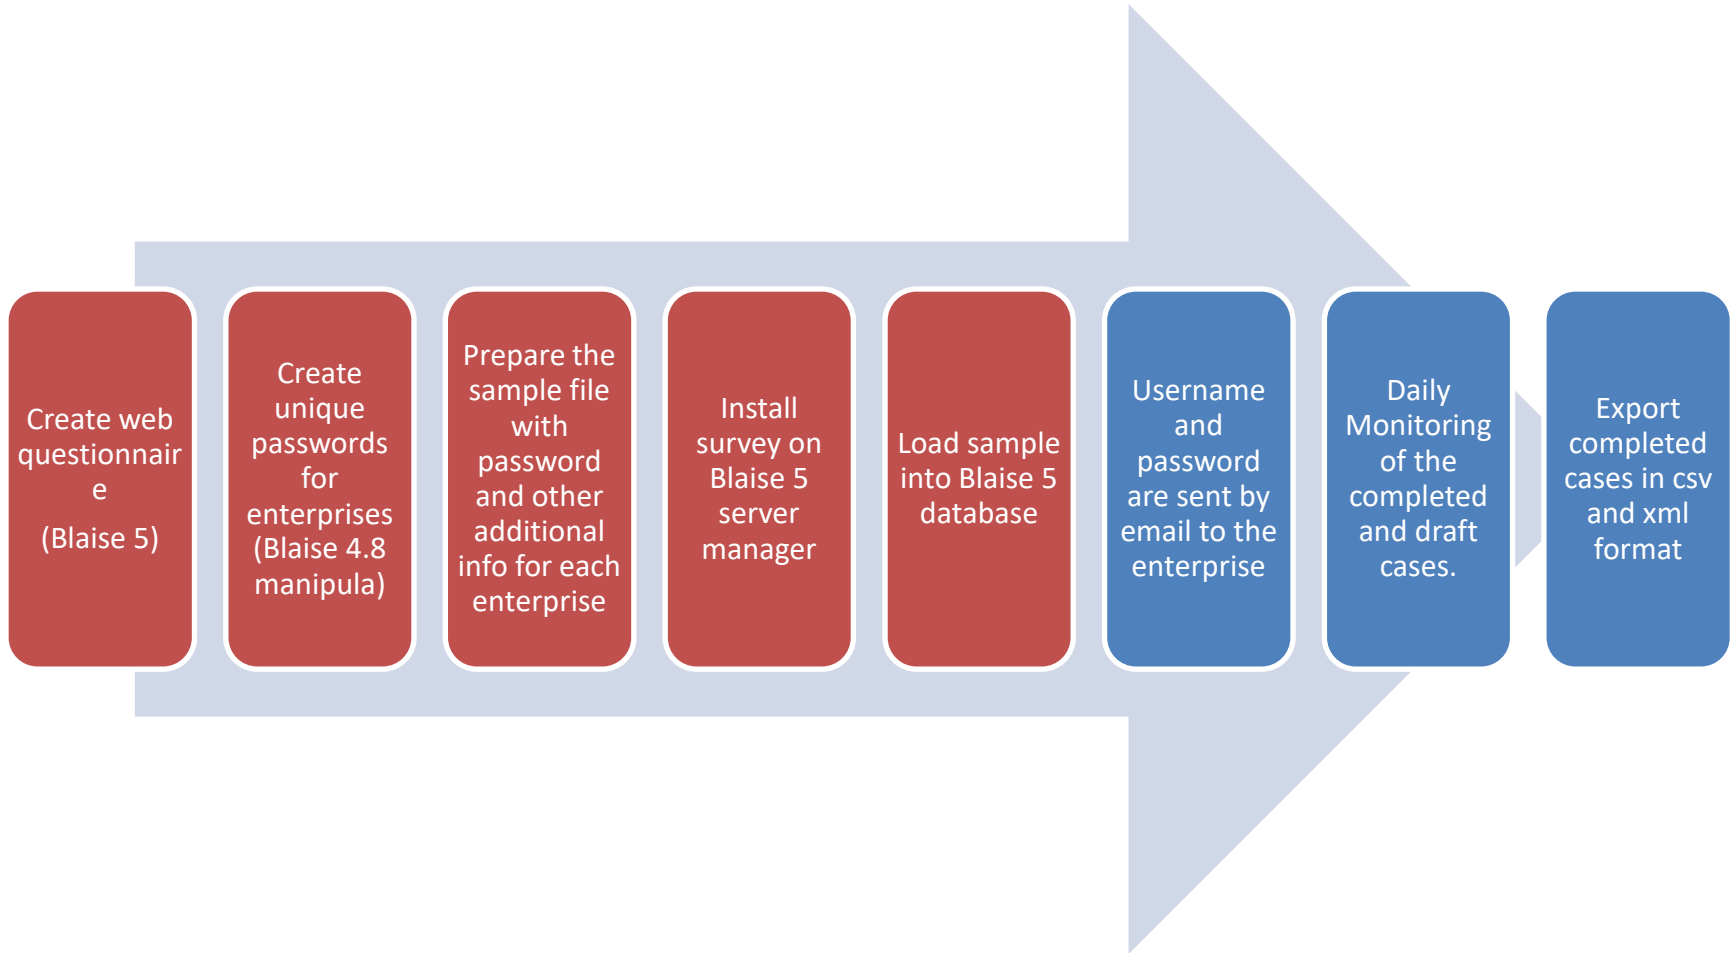 Create web
questionnair
e
(Blaise 5)
Create
unique
passwords
for
enterprises
(Blaise 4.8
manipula)
Prepare the
sample file
with
password
and other
additional
info for each
enterprise
Install
survey on
Blaise 5
server
manager
Load sample
into Blaise 5
database
Username
and
password
are sent by
email to the
enterprise
Daily
Monitoring
of the
completed
and draft
cases.
Export
completed
cases in csv
and xml
format